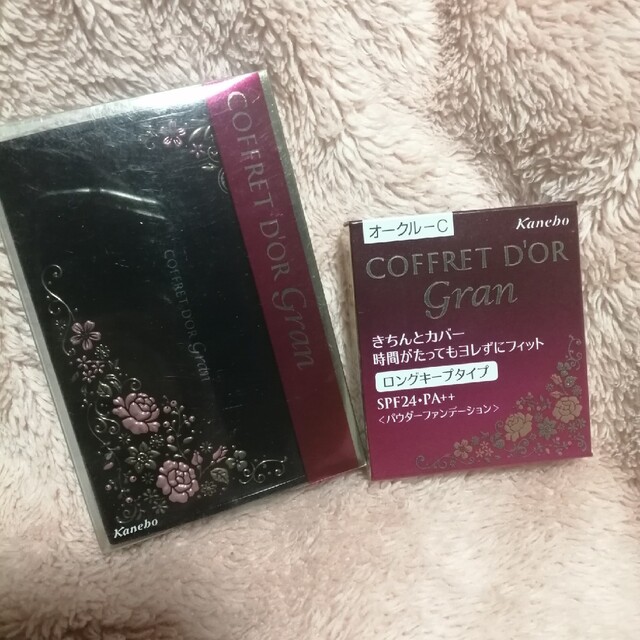 COFFRET D'OR Gran
COFFRET D'OR Gran
Kanebo
オークル－C
Kanebo
COFFRET D'OR
Gran
きちんとカバー
時間がたってもヨレずにフィット
ロングキープタイプ
SPF24・PA++
＜パウダーファンデーション＞